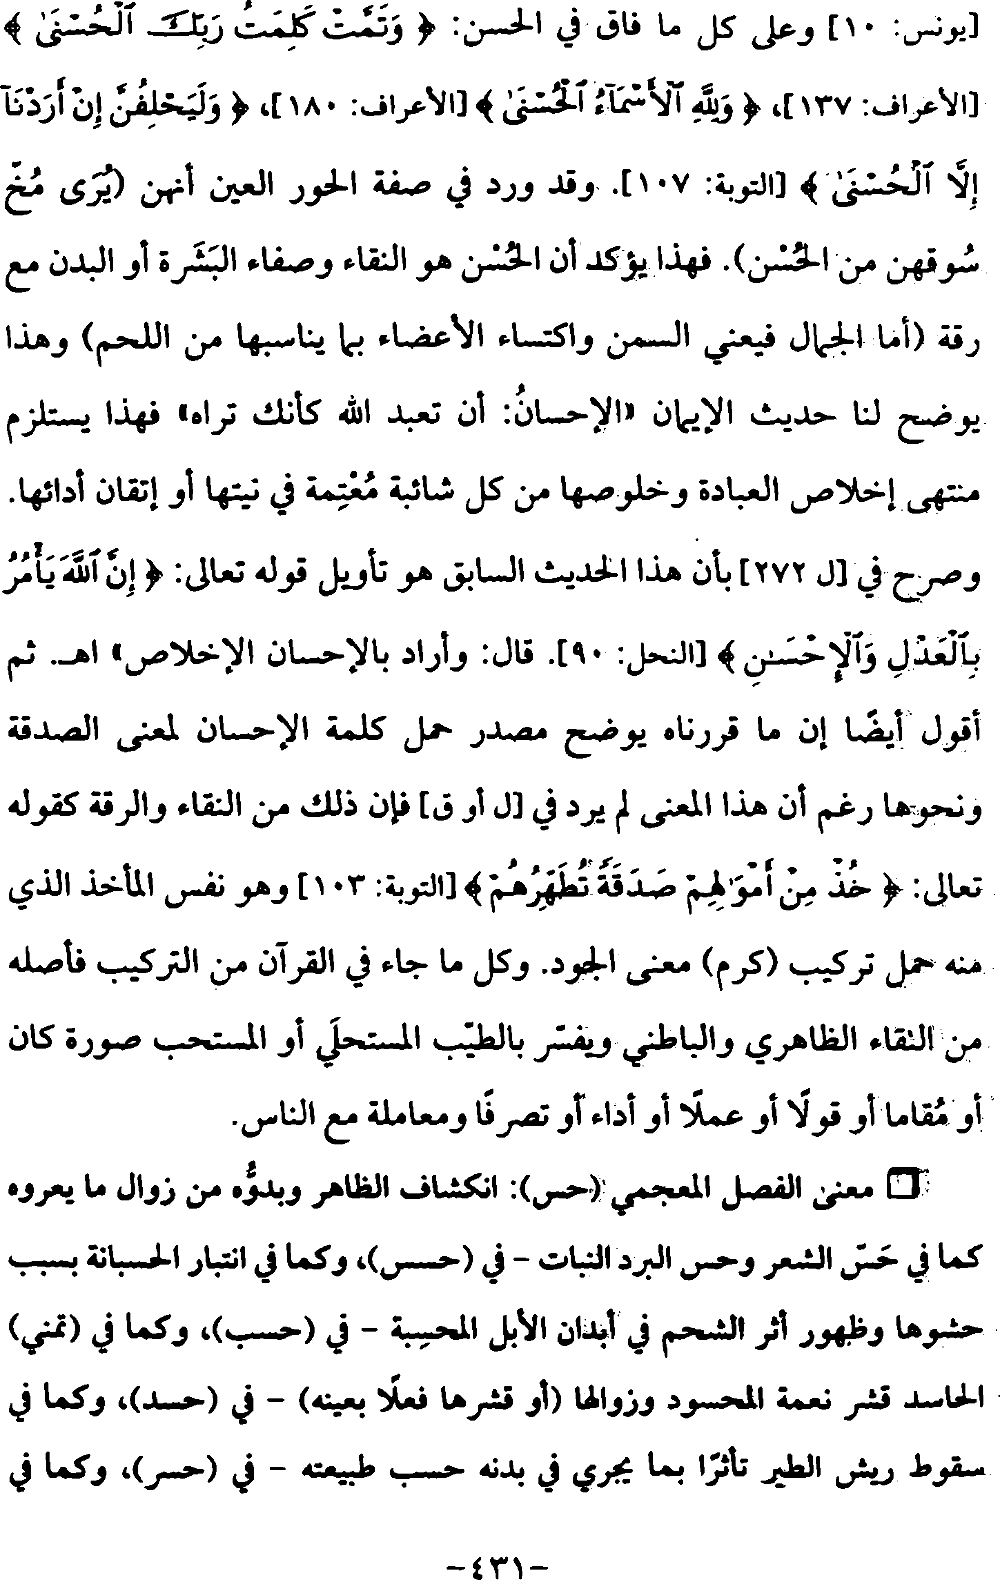 [يونس: ١٠] وعلى كل ما فاق في الحسن: ﴿ وَتَمَّتْ كَلِمَتُ رَبِّكَ ٱلْحُسْنَىٰ ﴾
[الأعراف: ١٣٧]، ﴿ وَلِلَّهِ ٱلْأَسْمَآءُ ٱلْحُسْنَىٰ ﴾ [الأعراف: ١٨٠]، ﴿ وَلَيَحْلِفُنَّ إِنْ أَرَدْنَآ
إِلَّا ٱلْحُسْنَىٰ ﴾ [التوبة: ١٠٧]. وقد ورد في صفة الحور العين أنهن (يُرَى مُخّ
سُوقهن من الحُسْن). فهذا يؤكد أن الحُسْن هو النقاء وصفاء البَشَرة أو البدن مع
رقة (أما الجمال فيعني السمن واكتساء الأعضاء بما يناسبها من اللحم) وهذا
يوضح لنا حديث الإيمان «الإحسانُ: أن تعبد الله كأنك تراه» فهذا يستلزم
منتهى إخلاص العبادة وخلوصها من كل شائبة مُعْتِمة في نيتها أو إتقان أدائها.
وصرح في [ل ٢٧٢] بأن هذا الحديث السابق هو تأويل قوله تعالى: ﴿ إِنَّ ٱللَّهَ يَأْمُرُ
بِٱلْعَدْلِ وَٱلْإِحْسَـٰنِ ﴾ [النحل: ٩٠]. قال: وأراد بالإحسان الإخلاص» اهـ. ثم
أقول أيضًا إن ما قررناه يوضح مصدر حمل كلمة الإحسان لمعنى الصدقة
ونحوها رغم أن هذا المعنى لم يرد في [ل أو ق] فإن ذلك من النقاء والرقة كقوله
تعالى: ﴿ خُذْ مِنْ أَمْوَٰلِهِمْ صَدَقَةً تُطَهِّرُهُمْ ﴾ [التوبة: ١٠٣] وهو نفس المأخذ الذي
منه حمل تركيب (كرم) معنى الجود. وكل ما جاء في القرآن من التركيب فأصله
من النقاء الظاهري والباطني ويفسّر بالطيّب المستحلَي أو المستحب صورة كان
أو مُقاما أو قولًا أو عملًا أو أداء أو تصرفًا ومعاملة مع الناس.
□ معنى الفصل المعجمي (حس): انكشاف الظاهر وبدوُّه من زوال ما يعروه
كما في حَسّ الشعر وحس البرد النبات - في (حسس)، وكما في انتبار الحسبانة بسبب
حشوها وظهور أثر الشحم في أبدان الأبل المحسِبة - في (حسب)، وكما في (تمني)
الحاسد قشر نعمة المحسود وزوالها (أو قشرها فعلًا بعينه) - في (حسد)، وكما في
سقوط ريش الطير تأثرًا بما يجري في بدنه حسب طبيعته - في (حسر)، وكما في
-٤٣١-